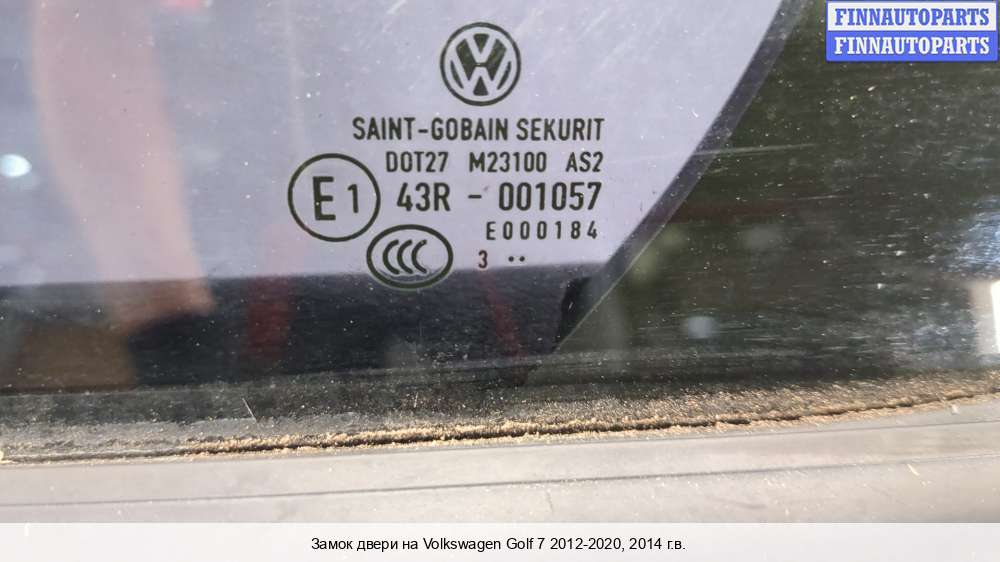 FINNAUTOPARTS
FINNAUTOPARTS
SAINT-GOBAIN SEKURIT
DOT27 M23100 AS2
E1 43R - 001057
E000184
CCC 3 ··
Замок двери на Volkswagen Golf 7 2012-2020, 2014 г.в.